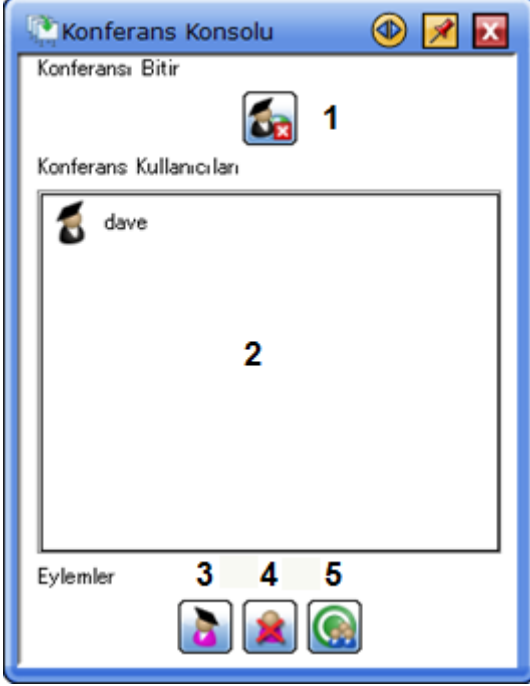 Konferans Konsolu
Konferansı Bitir
1
Konferans Kullanıcıları
dave
2
Eylemler 3 4 5